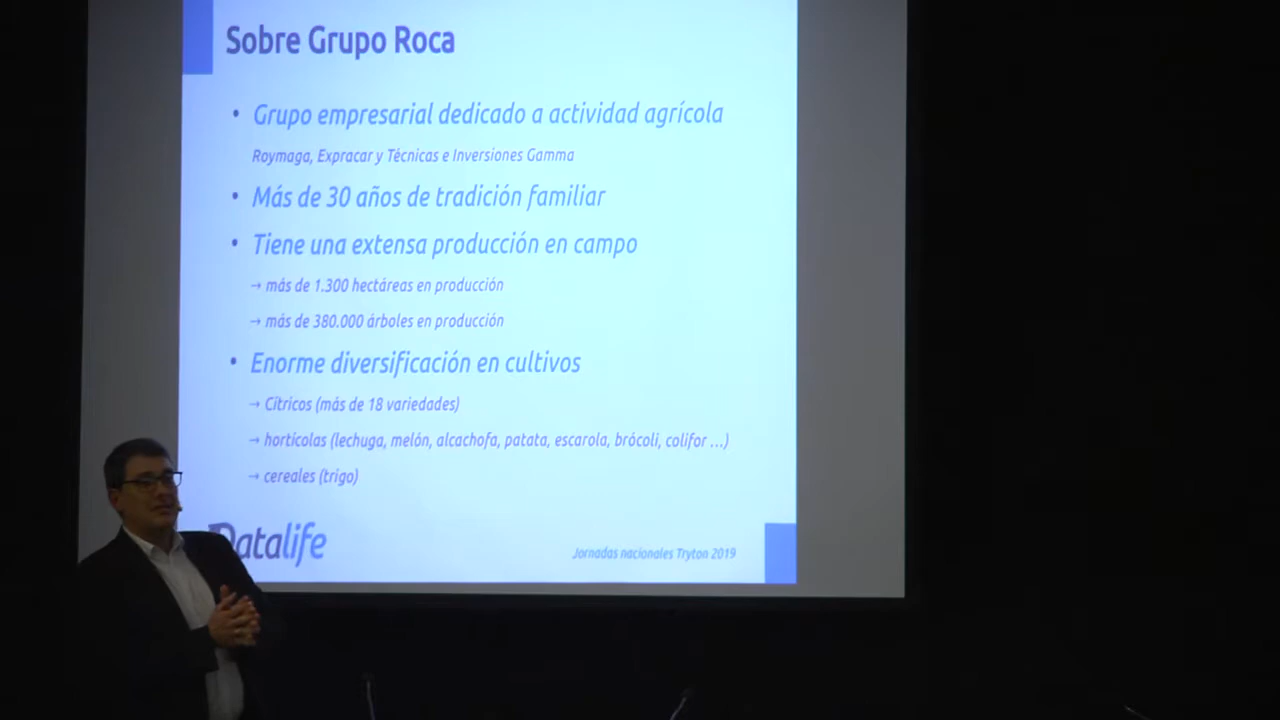 Sobre Grupo Roca
• Grupo empresarial dedicado a actividad agrícola
Roymaga, Expracar y Técnicas e Inversiones Gamma
• Más de 30 años de tradición familiar
• Tiene una extensa producción en campo
→ más de 1.300 hectáreas en producción
→ más de 380.000 árboles en producción
• Enorme diversificación en cultivos
→ Cítricos (más de 18 variedades)
→ hortícolas (lechuga, melón, alcachofa, patata, escarola, brócoli, colifor ...)
→ cereales (trigo)
Datalife
Jornadas nacionales Tryton 2019